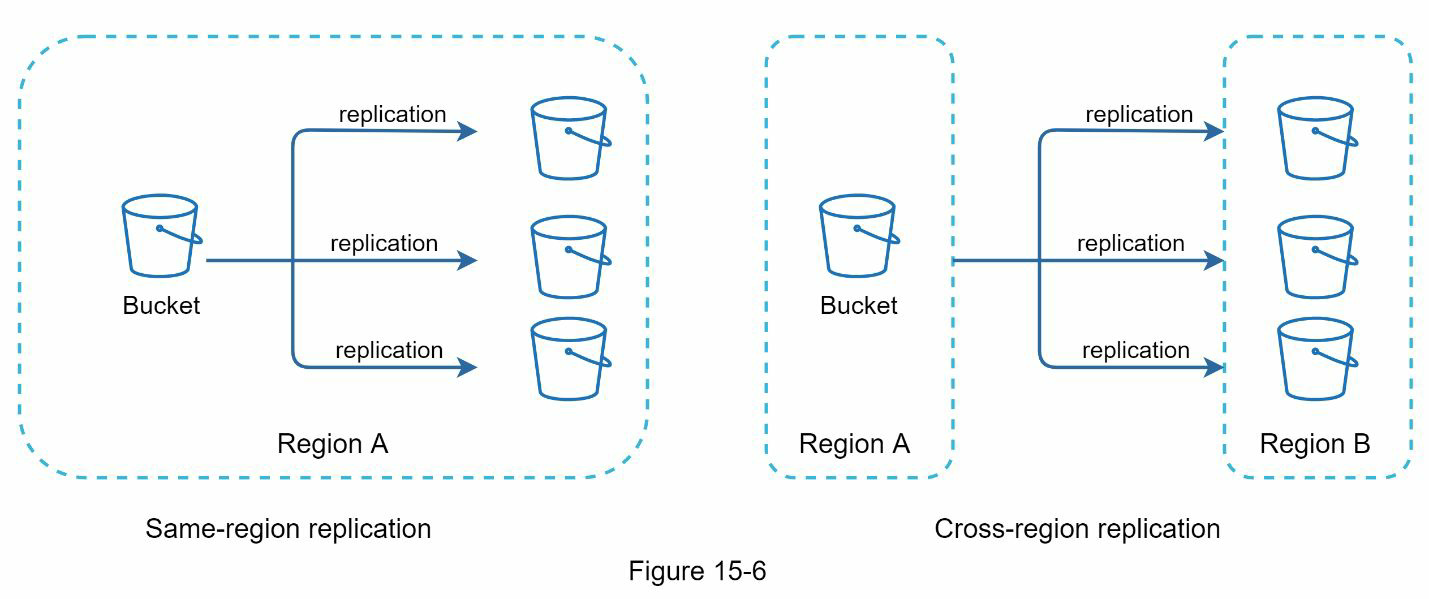 replication
replication
Bucket
replication
Region A
Same-region replication
replication
replication
Bucket
replication
Region A
Region B
Cross-region replication
Figure 15-6